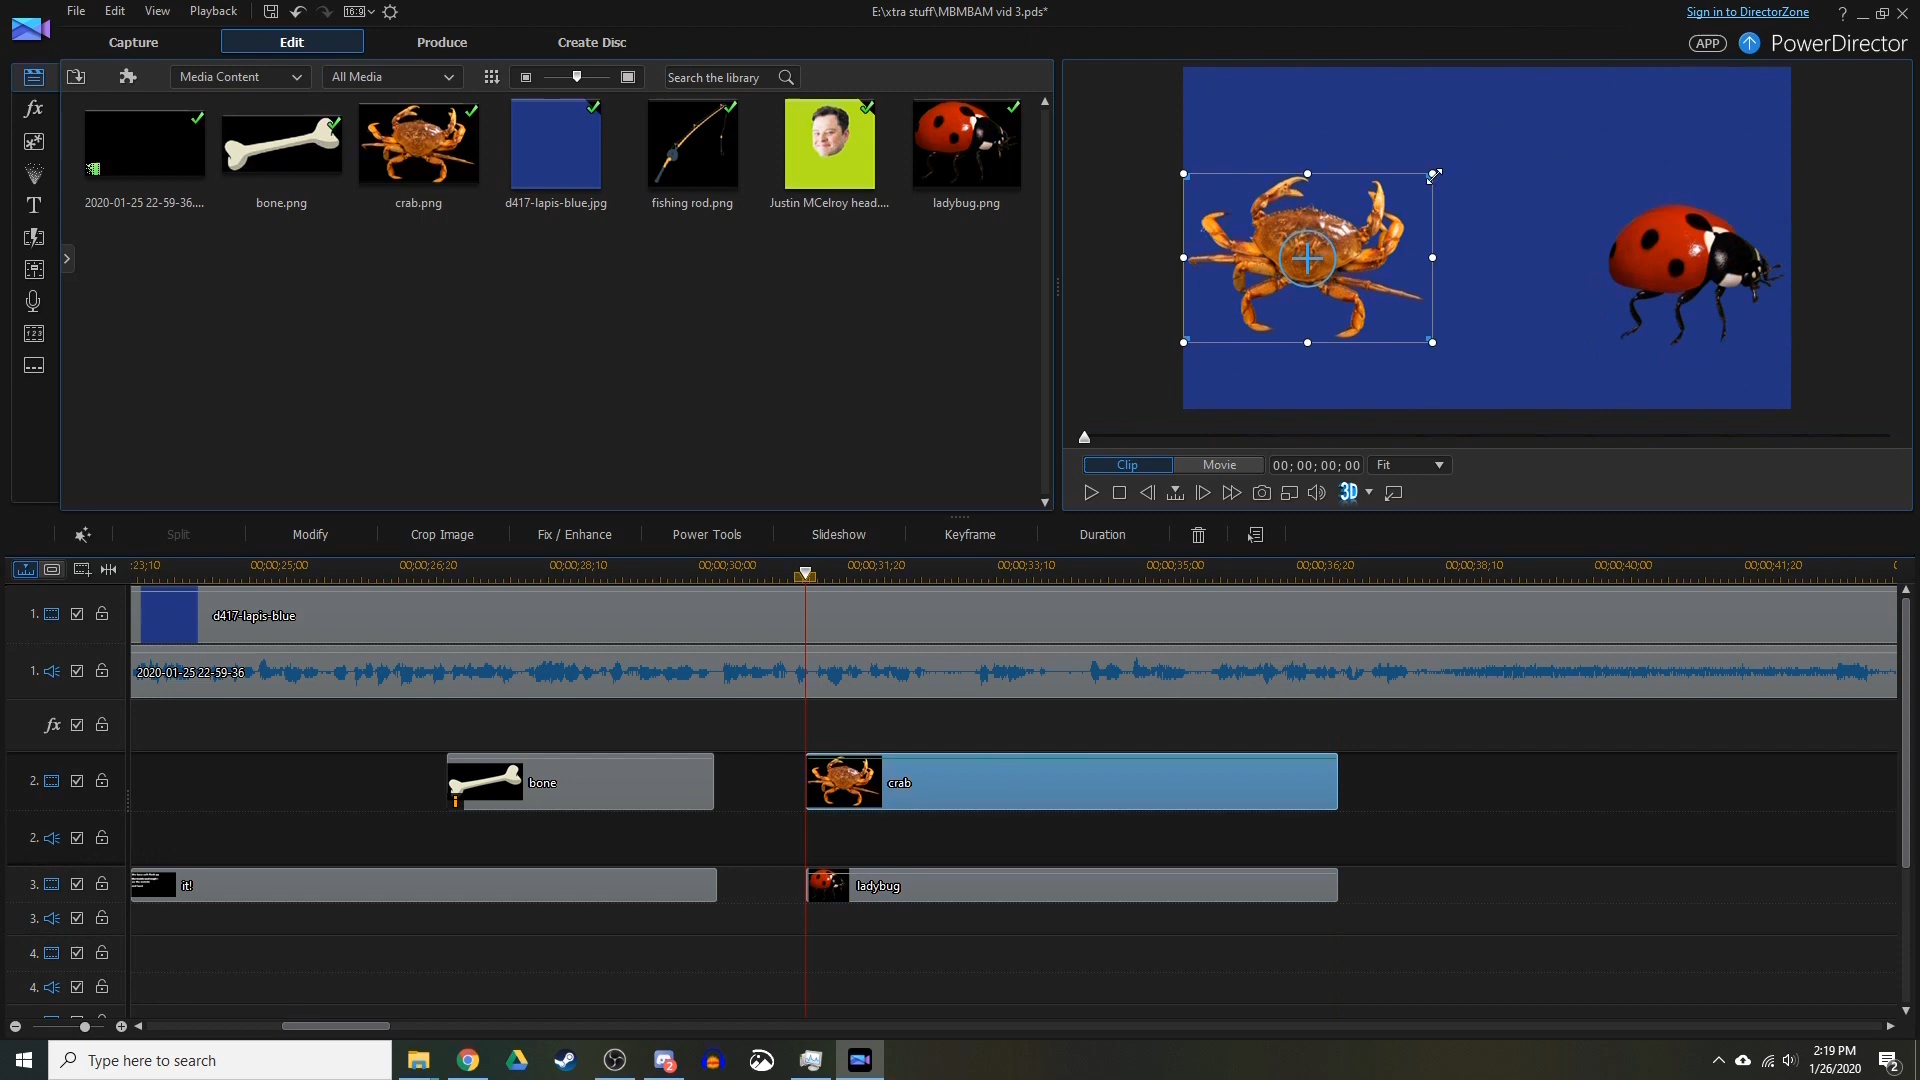 File Edit View Playback 16:9 E:\xtra stuff\MBMBAM vid 3.pds* Sign in to DirectorZone ?
Capture Edit Produce Create Disc APP PowerDirector
Media Content All Media Search the library
fx
T
2020-01-25 22-59-36.... bone.png crab.png d417-lapis-blue.jpg fishing rod.png Justin MCelroy head.... ladybug.png
Clip Movie 00;00;00;00 Fit
3D
Split Modify Crop Image Fix / Enhance Power Tools Slideshow Keyframe Duration
:23;10 00;00;25;00 00;00;26;20 00;00;28;10 00;00;30;00 00;00;31;20 00;00;33;10 00;00;35;00 00;00;36;20 00;00;38;10 00;00;40;00 00;00;41;20
1. d417-lapis-blue
1. 2020-01-25 22-59-36
fx
2. bone crab
2.
3. it! ladybug
3.
4.
4.
Type here to search 2 2:19 PM
1/26/2020 2